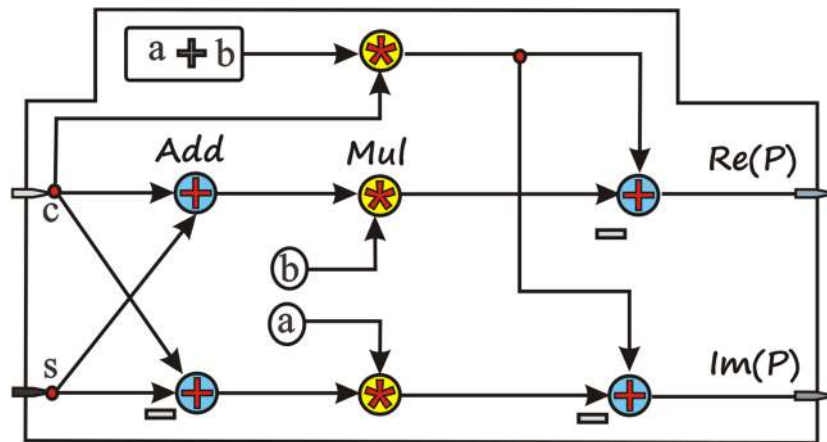 a + b
Add
Mul
Re(P)
c
b
a
s
Im(P)